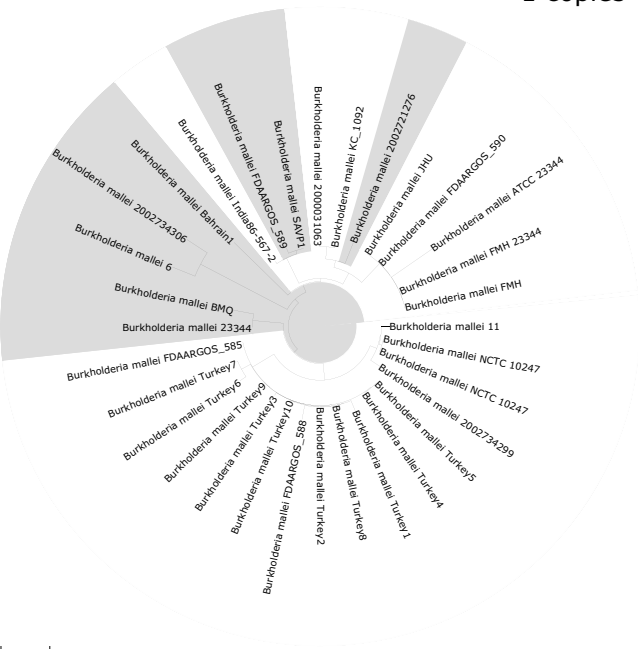 Burkholderia mallei 2000031063
Burkholderia mallei KC_1092
Burkholderia mallei 2002721276
Burkholderia mallei JHU
Burkholderia mallei FDAARGOS_590
Burkholderia mallei ATCC 23344
Burkholderia mallei FMH 23344
Burkholderia mallei FMH
Burkholderia mallei 11
Burkholderia mallei NCTC 10247
Burkholderia mallei NCTC 10247
Burkholderia mallei 2002734299
Burkholderia mallei Turkey5
Burkholderia mallei Turkey4
Burkholderia mallei Turkey1
Burkholderia mallei Turkey8
Burkholderia mallei Turkey2
Burkholderia mallei FDAARGOS_588
Burkholderia mallei Turkey10
Burkholderia mallei Turkey3
Burkholderia mallei Turkey9
Burkholderia mallei Turkey6
Burkholderia mallei Turkey7
Burkholderia mallei FDAARGOS_585
Burkholderia mallei 23344
Burkholderia mallei BMQ
Burkholderia mallei 6
Burkholderia mallei 2002734306
Burkholderia mallei Bahrain1
Burkholderia mallei India86-567-2
Burkholderia mallei FDAARGOS_589
Burkholderia mallei SAVP1